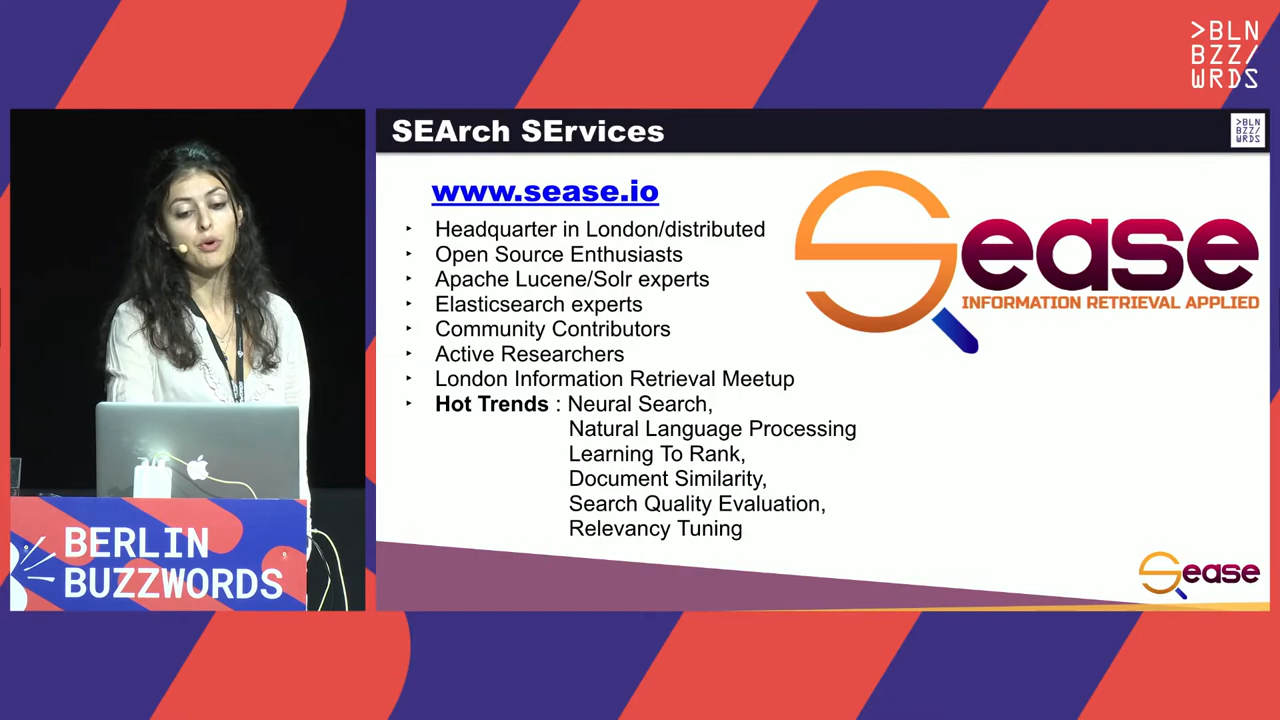 >BLN
BZZ/
WRDS
SEArch SErvices
>BLN
BZZ/
WRDS
www.sease.io
‣ Headquarter in London/distributed
‣ Open Source Enthusiasts
‣ Apache Lucene/Solr experts
‣ Elasticsearch experts
‣ Community Contributors
‣ Active Researchers
‣ London Information Retrieval Meetup
‣ Hot Trends : Neural Search,
Natural Language Processing
Learning To Rank,
Document Similarity,
Search Quality Evaluation,
Relevancy Tuning
Sease
INFORMATION RETRIEVAL APPLIED
BERLIN
BUZZWORDS
Sease